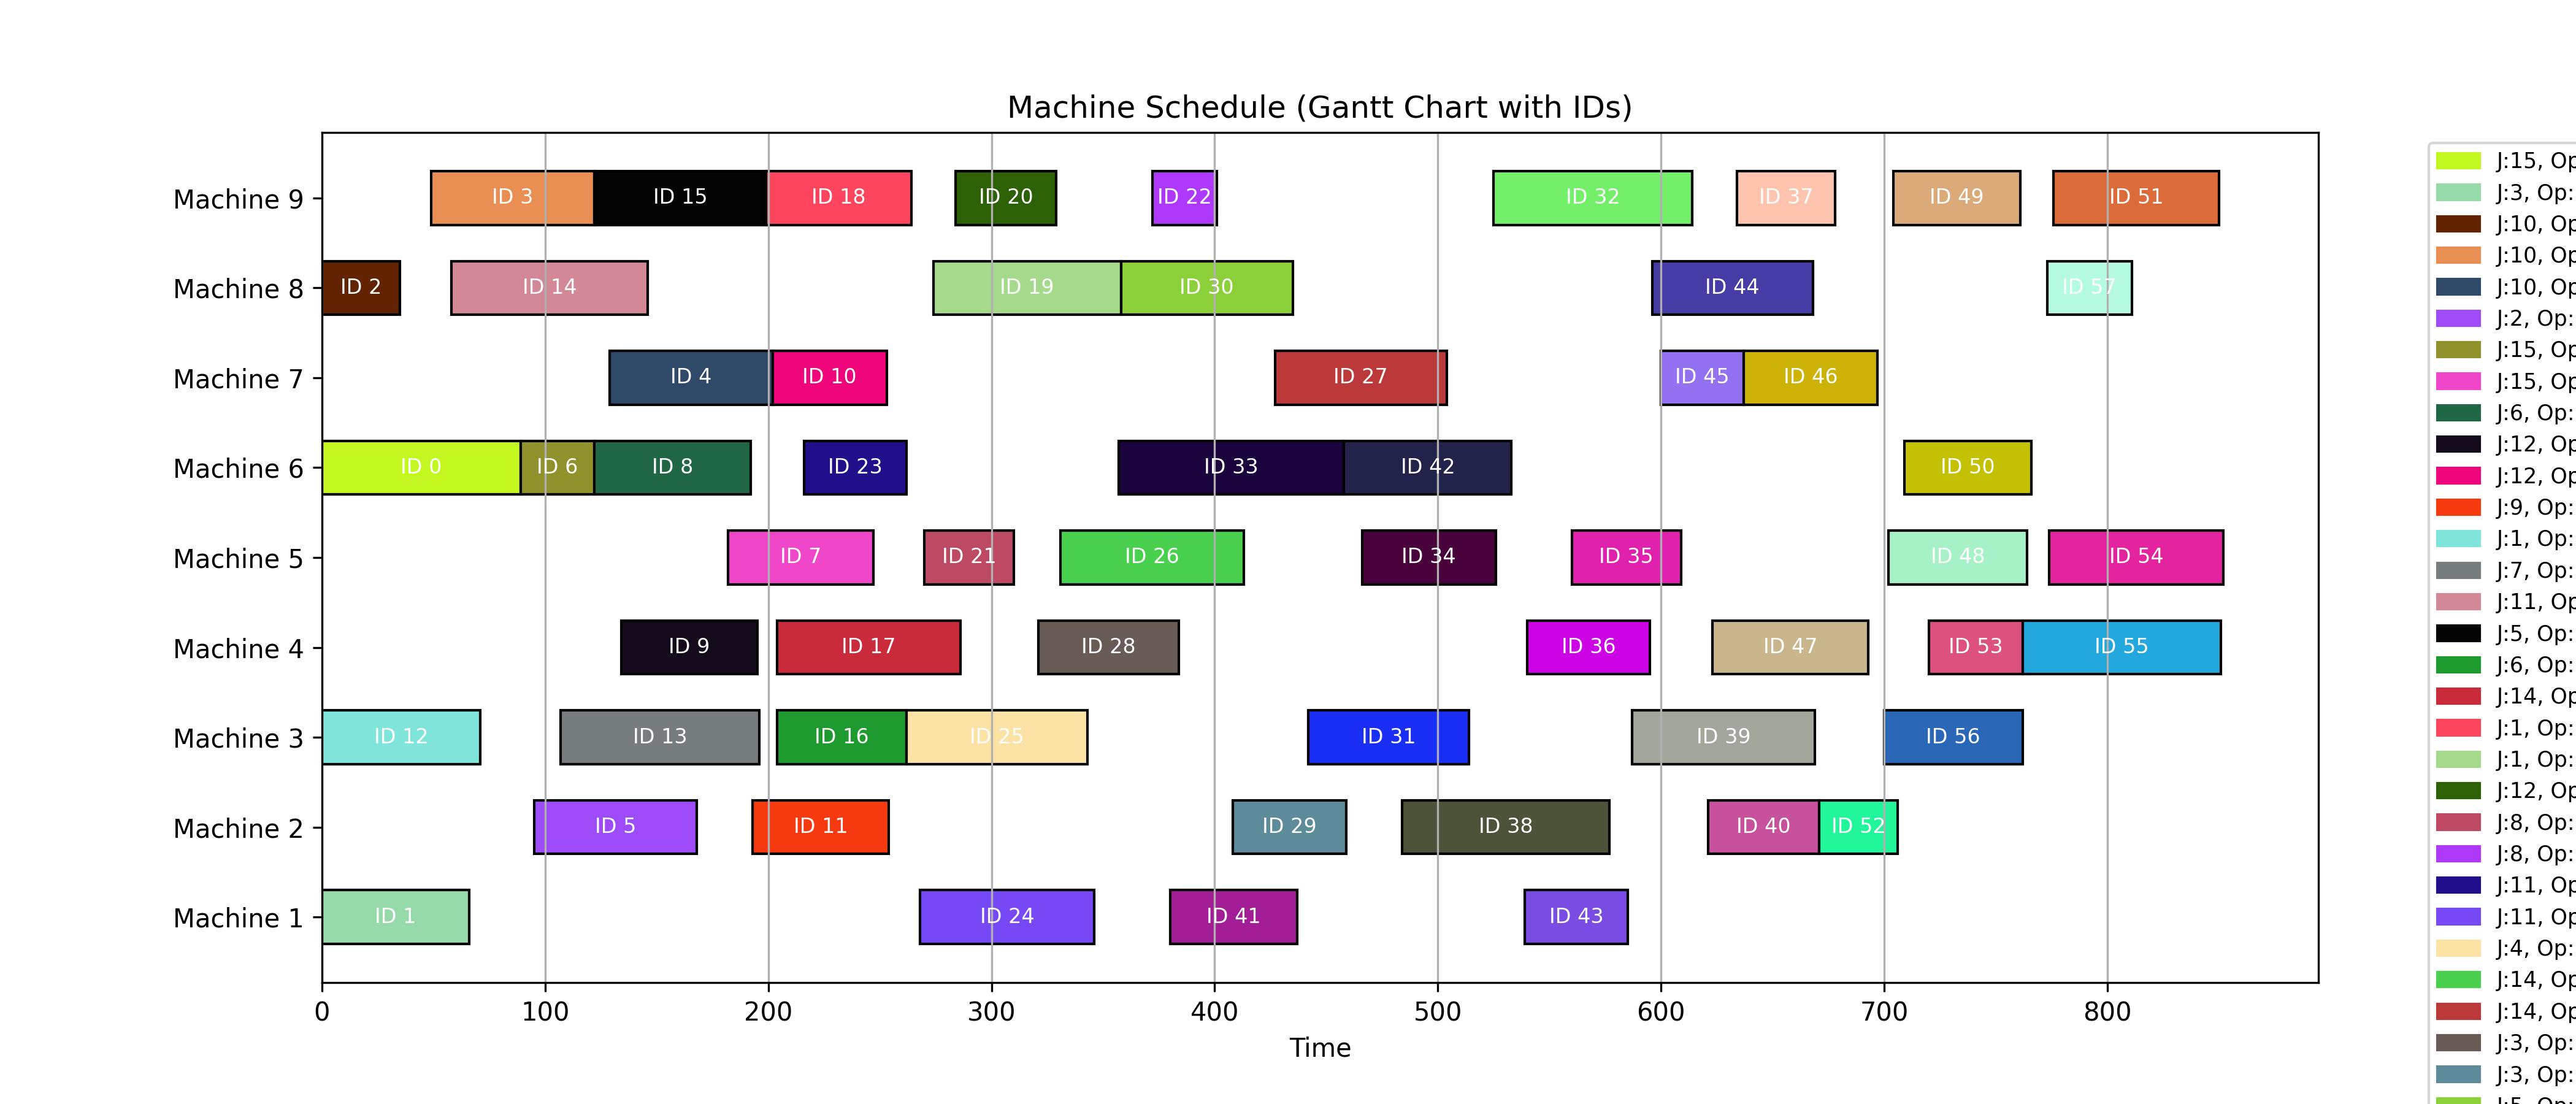 Machine Schedule (Gantt Chart with IDs)
Machine 9
ID 3 ID 15 ID 18 ID 20 ID 22 ID 32 ID 37 ID 49 ID 51
Machine 8
ID 2 ID 14 ID 19 ID 30 ID 44 ID 57
Machine 7
ID 4 ID 10 ID 27 ID 45 ID 46
Machine 6
ID 0 ID 6 ID 8 ID 23 ID 33 ID 42 ID 50
Machine 5
ID 7 ID 21 ID 26 ID 34 ID 35 ID 48 ID 54
Machine 4
ID 9 ID 17 ID 28 ID 36 ID 47 ID 53 ID 55
Machine 3
ID 12 ID 13 ID 16 ID 25 ID 31 ID 39 ID 56
Machine 2
ID 5 ID 11 ID 29 ID 38 ID 40 ID 52
Machine 1
ID 1 ID 24 ID 41 ID 43
0 100 200 300 400 500 600 700 800
Time
J:15, Op
J:3, Op:
J:10, Op
J:10, Op
J:10, Op
J:2, Op:
J:15, Op
J:15, Op
J:6, Op:
J:12, Op
J:12, Op
J:9, Op:
J:1, Op:
J:7, Op:
J:11, Op
J:5, Op:
J:6, Op:
J:14, Op
J:1, Op:
J:1, Op:
J:12, Op
J:8, Op:
J:8, Op:
J:11, Op
J:11, Op
J:4, Op:
J:14, Op
J:14, Op
J:3, Op:
J:3, Op:
J:5, Op: